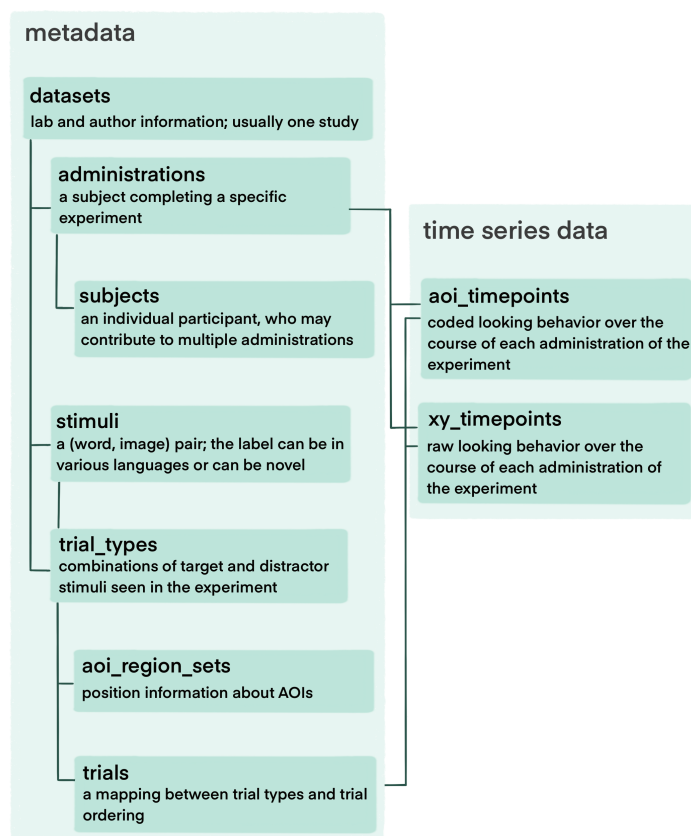 metadata
datasets
lab and author information; usually one study
administrations
a subject completing a specific
experiment
subjects
an individual participant, who may
contribute to multiple administrations
stimuli
a (word, image) pair; the label can be in
various languages or can be novel
trial_types
combinations of target and distractor
stimuli seen in the experiment
aoi_region_sets
position information about AOIs
trials
a mapping between trial types and trial
ordering
time series data
aoi_timepoints
coded looking behavior over the
course of each administration of the
experiment
xy_timepoints
raw looking behavior over the
course of each administration of
the experiment